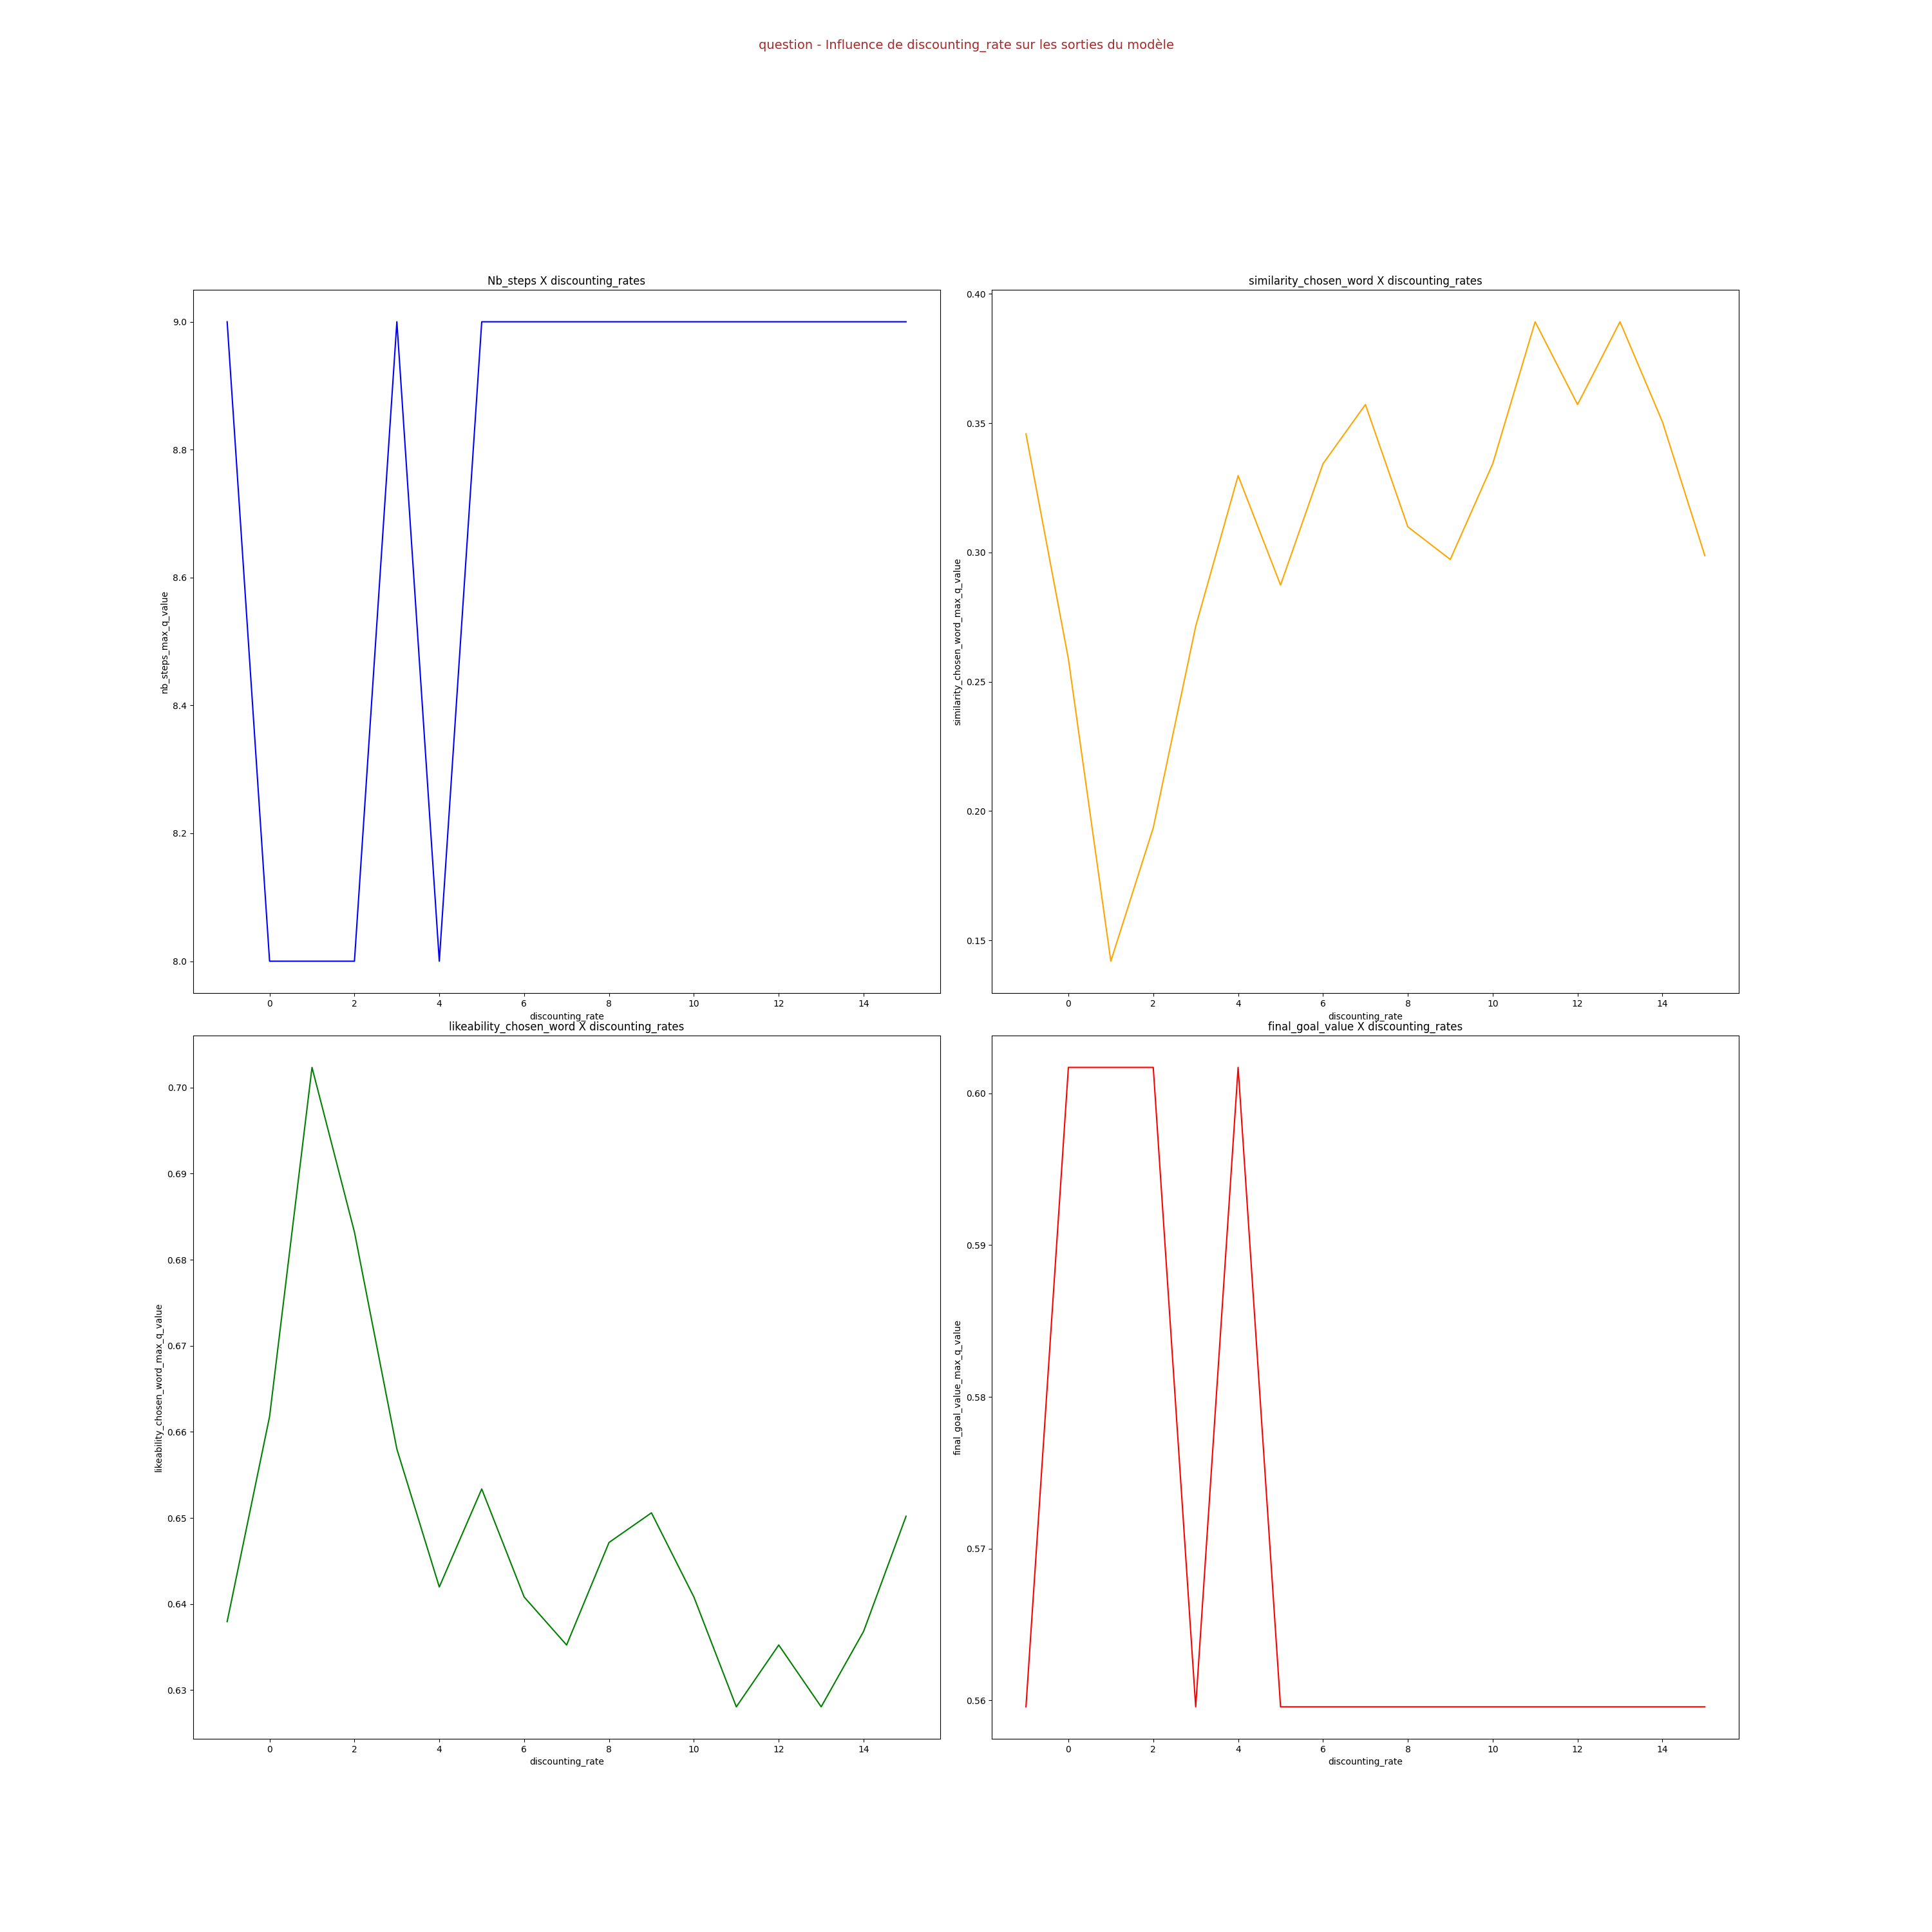 question - Influence de discounting_rate sur les sorties du modèle
Nb_steps X discounting_rates
9.0
8.8
8.6
8.4
8.2
8.0
nb_steps_max_q_value
0 2 4 6 8 10 12 14
discounting_rate
similarity_chosen_word X discounting_rates
0.40
0.35
0.30
0.25
0.20
0.15
similarity_chosen_word_max_q_value
0 2 4 6 8 10 12 14
discounting_rate
likeability_chosen_word X discounting_rates
0.70
0.69
0.68
0.67
0.66
0.65
0.64
0.63
likeability_chosen_word_max_q_value
0 2 4 6 8 10 12 14
discounting_rate
final_goal_value X discounting_rates
0.60
0.59
0.58
0.57
0.56
final_goal_value_max_q_value
0 2 4 6 8 10 12 14
discounting_rate